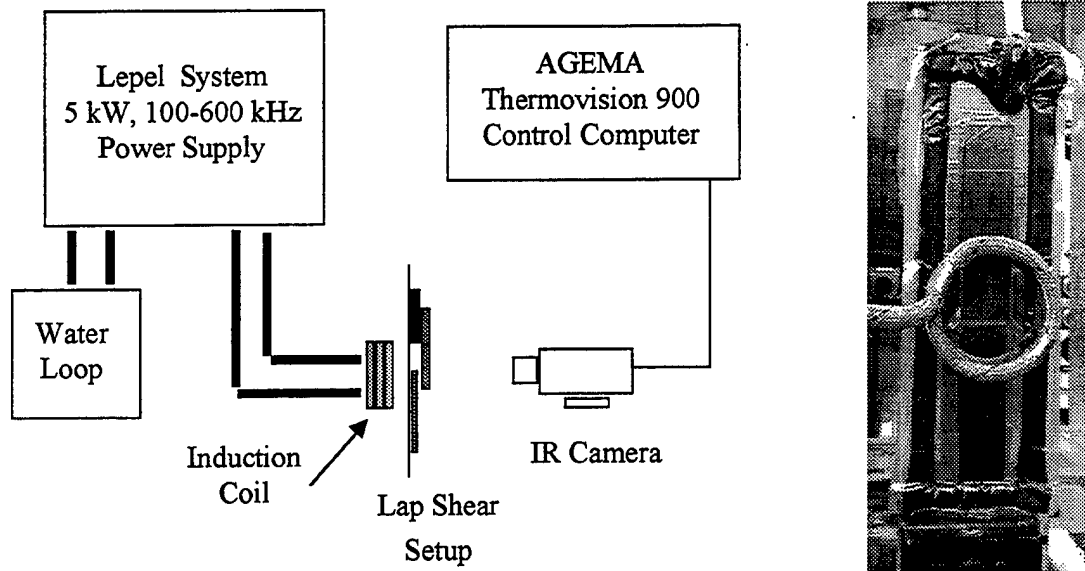 Lepel System
5 kW, 100-600 kHz
Power Supply
AGEMA
Thermovision 900
Control Computer
Water
Loop
Induction
Coil
Lap Shear
Setup
IR Camera